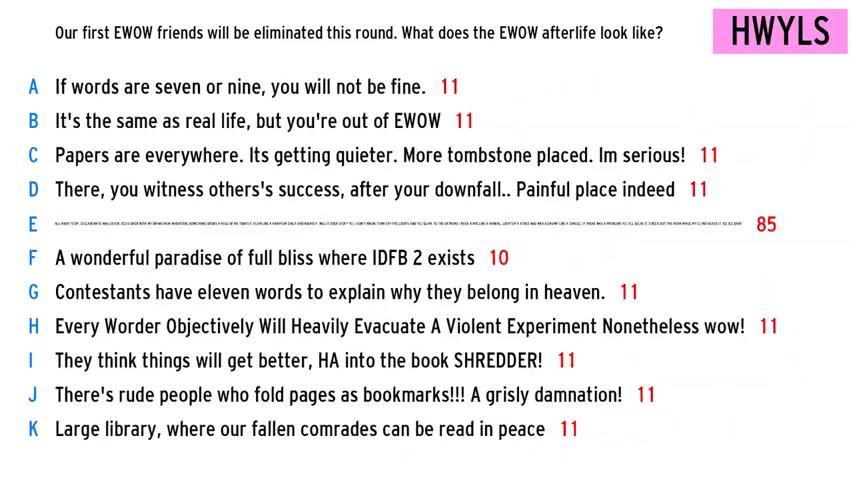 Our first EWOW friends will be eliminated this round. What does the EWOW afterlife look like?
HWYLS
A If words are seven or nine, you will not be fine. 11
B It's the same as real life, but you're out of EWOW 11
C Papers are everywhere. Its getting quieter. More tombstone placed. Im serious! 11
D There, you witness others's success, after your downfall.. Painful place indeed 11
E 85
F A wonderful paradise of full bliss where IDFB 2 exists 10
G Contestants have eleven words to explain why they belong in heaven. 11
H Every Worder Objectively Will Heavily Evacuate A Violent Experiment Nonetheless wow! 11
I They think things will get better, HA into the book SHREDDER! 11
J There's rude people who fold pages as bookmarks!!! A grisly damnation! 11
K Large library, where our fallen comrades can be read in peace 11